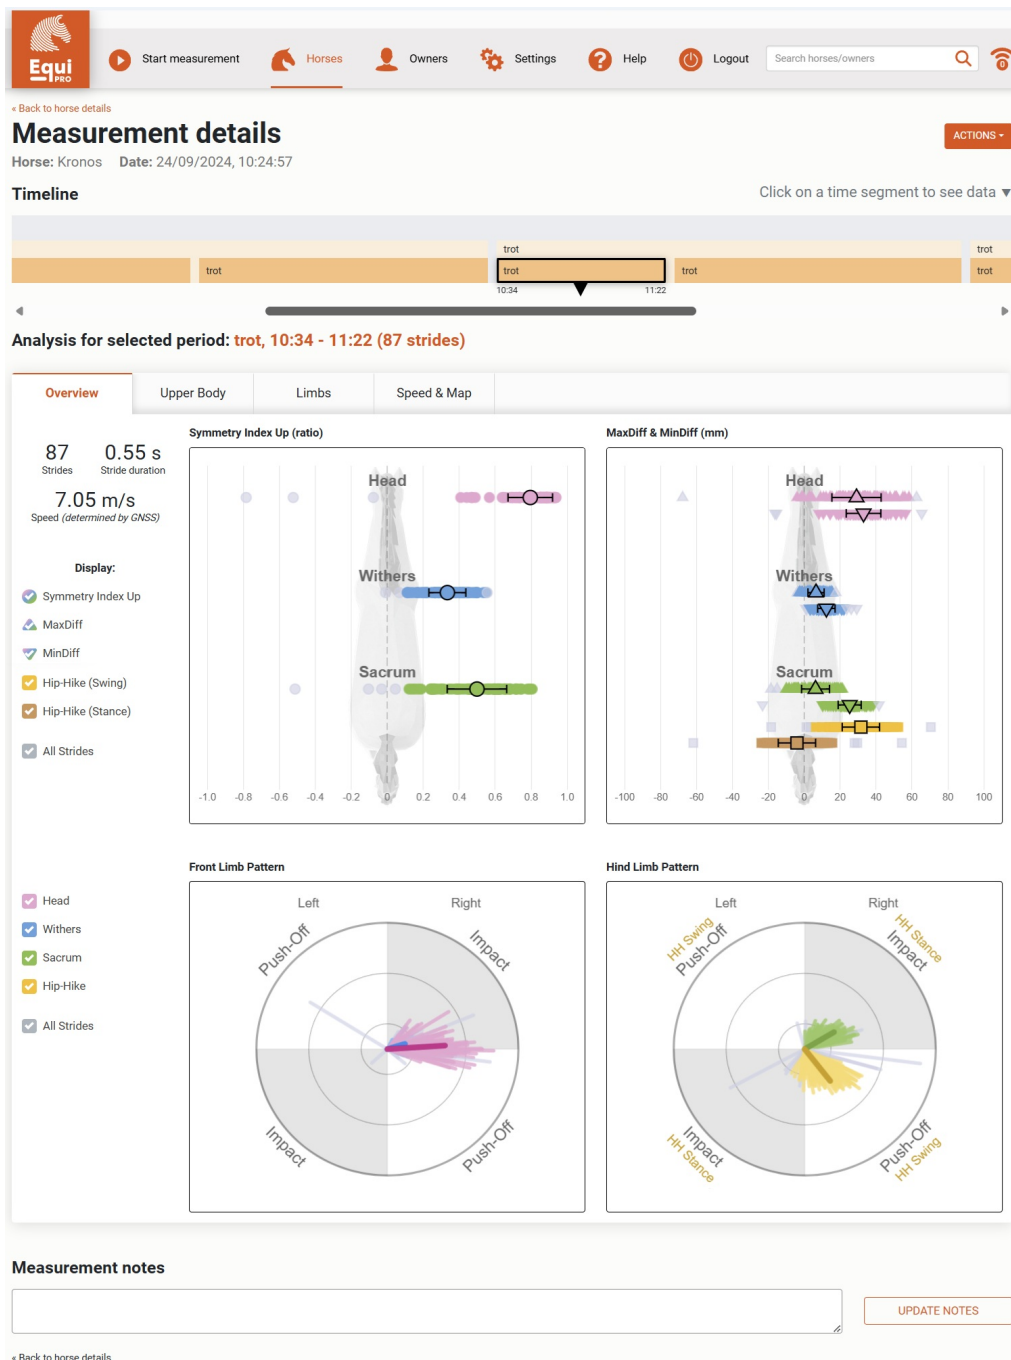 Equi
PRO
Start measurement
Horses
Owners
Settings
Help
Logout
Search horses/owners
0
« Back to horse details
Measurement details
ACTIONS
Horse: Kronos Date: 24/09/2024, 10:24:57
Timeline
Click on a time segment to see data ▼
trot
trot
trot
trot
trot
trot
10:34
11:22
Analysis for selected period: trot, 10:34 - 11:22 (87 strides)
Overview
Upper Body
Limbs
Speed & Map
87
Strides
0.55 s
Stride duration
7.05 m/s
Speed (determined by GNSS)
Display:
Symmetry Index Up
MaxDiff
MinDiff
Hip-Hike (Swing)
Hip-Hike (Stance)
All Strides
Symmetry Index Up (ratio)
Head
Withers
Sacrum
-1.0 -0.8 -0.6 -0.4 -0.2 0 0.2 0.4 0.6 0.8 1.0
MaxDiff & MinDiff (mm)
Head
Withers
Sacrum
-100 -80 -60 -40 -20 0 20 40 60 80 100
Head
Withers
Sacrum
Hip-Hike
All Strides
Front Limb Pattern
Left
Right
Push-Off
Impact
Impact
Push-Off
Hind Limb Pattern
Left
Right
HH Swing
Push-Off
HH Stance
Impact
Impact
HH Stance
Push-Off
HH Swing
Measurement notes
UPDATE NOTES
« Back to horse details